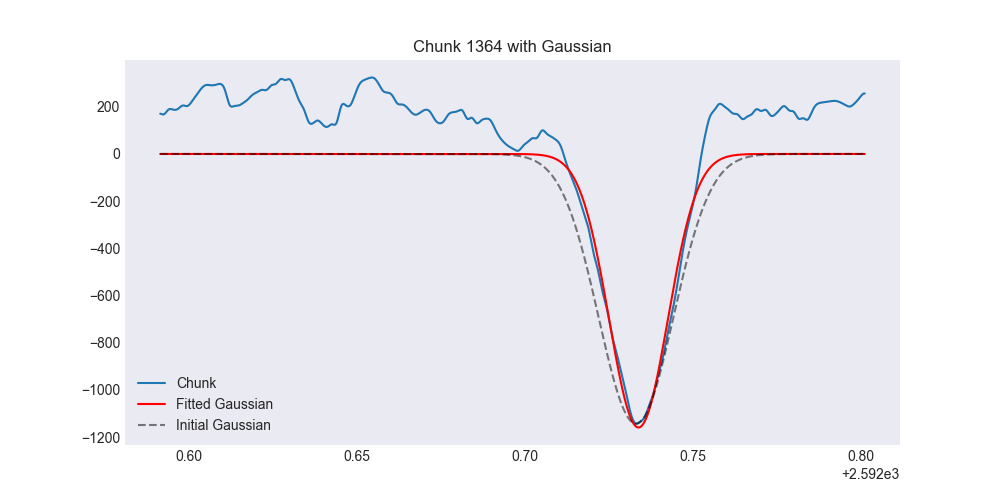 Chunk 1364 with Gaussian
200
0
−200
−400
−600
−800
−1000
−1200
Chunk
Fitted Gaussian
Initial Gaussian
0.60 0.65 0.70 0.75 0.80
+2.592e3